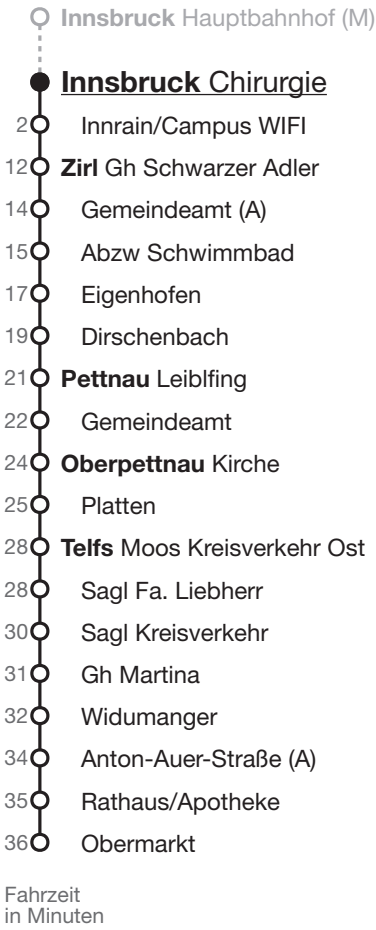 Innsbruck Hauptbahnhof (M)
Innsbruck Chirurgie
2 Innrain/Campus WIFI
12 Zirl Gh Schwarzer Adler
14 Gemeindeamt (A)
15 Abzw Schwimmbad
17 Eigenhofen
19 Dirschenbach
21 Pettnau Leiblfing
22 Gemeindeamt
24 Oberpettnau Kirche
25 Platten
28 Telfs Moos Kreisverkehr Ost
28 Sagl Fa. Liebherr
30 Sagl Kreisverkehr
31 Gh Martina
32 Widumanger
34 Anton-Auer-Straße (A)
35 Rathaus/Apotheke
36 Obermarkt
Fahrzeit
in Minuten